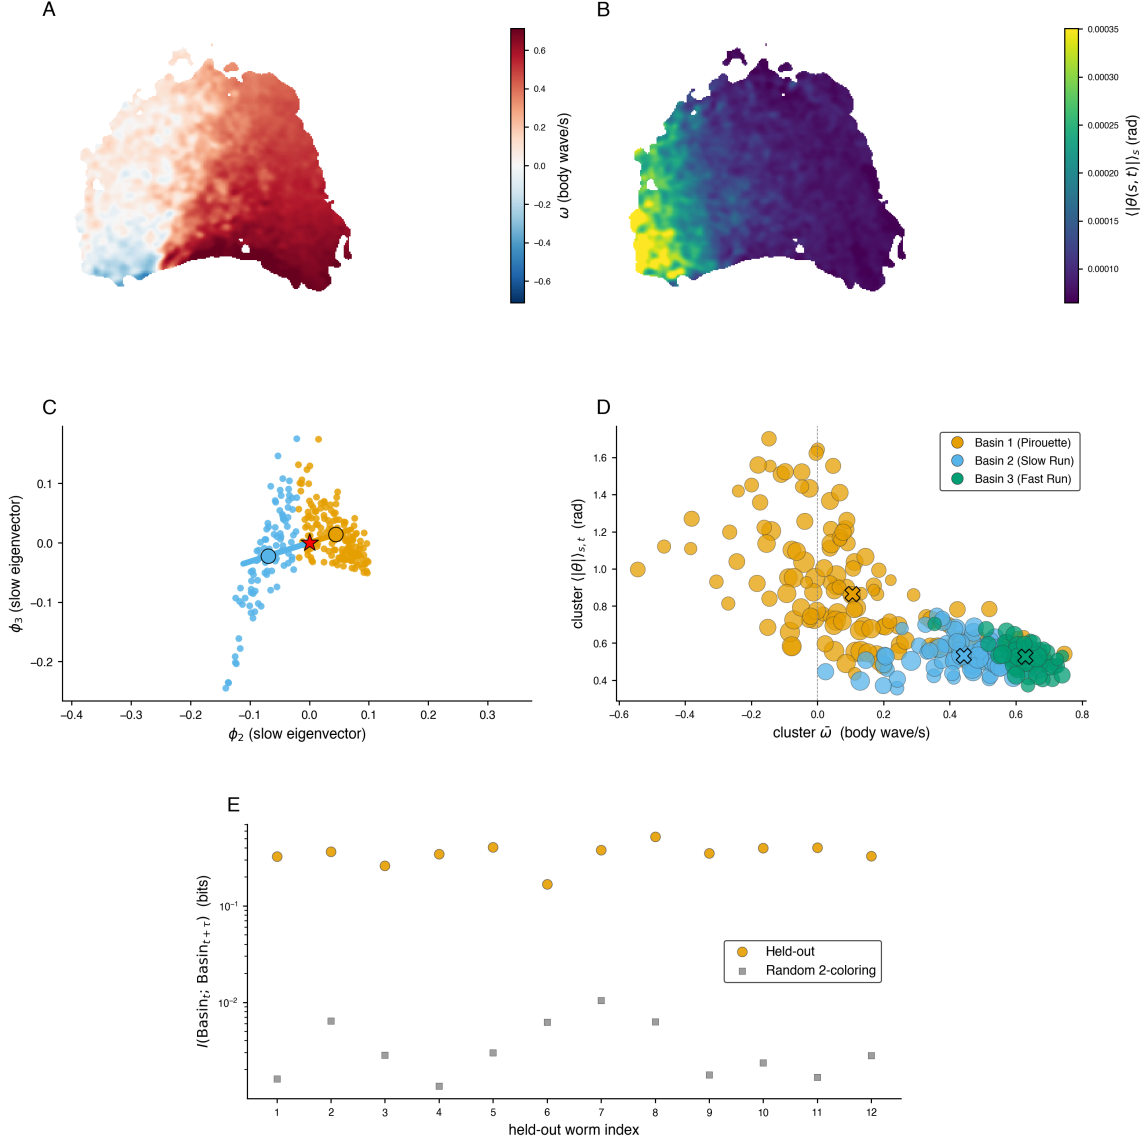 A
0.6
0.4
0.2
0.0
−0.2
−0.4
−0.6
ω (body wave/s)
B
0.00035
0.00030
0.00025
0.00020
0.00015
0.00010
⟨|θ(s, t)|⟩ₛ (rad)
C
0.1
0.0
−0.1
−0.2
ϕ₃ (slow eigenvector)
−0.4 −0.3 −0.2 −0.1 0.0 0.1 0.2 0.3
ϕ₂ (slow eigenvector)
D
Basin 1 (Pirouette)
Basin 2 (Slow Run)
Basin 3 (Fast Run)
1.6
1.4
1.2
1.0
0.8
0.6
0.4
cluster ⟨|θ|⟩ₛ,ₜ (rad)
−0.6 −0.4 −0.2 0.0 0.2 0.4 0.6 0.8
cluster ω̄ (body wave/s)
E
10⁻¹
10⁻²
I(Basinₜ; Basinₜ₊τ) (bits)
Held-out
Random 2-coloring
1 2 3 4 5 6 7 8 9 10 11 12
held-out worm index